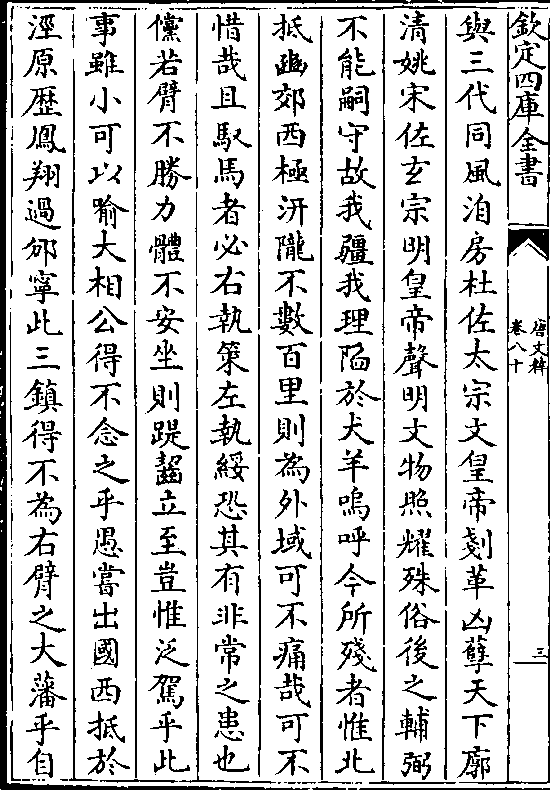 欽定四庫全書
唐文粹
卷八十
三
與三代同風洎房杜佐太宗文皇帝剗革凶孽天下廓
清姚宋佐玄宗明皇帝聲明文物照耀殊俗後之輔弼
不能嗣守故我疆我理陷於犬羊嗚呼今所殘者惟北
抵豳郊西極汧隴不數百里則為外域可不痛哉可不
惜哉且馭馬者必右執策左執綏恐其有非常之患也
儻若臂不勝力體不安坐則踶齧立至豈惟泛駕乎此
事雖小可以喻大相公得不念之乎愚嘗出國西抵於
涇原歷鳳翔過邠寧此三鎮得不為右臂之大藩乎自